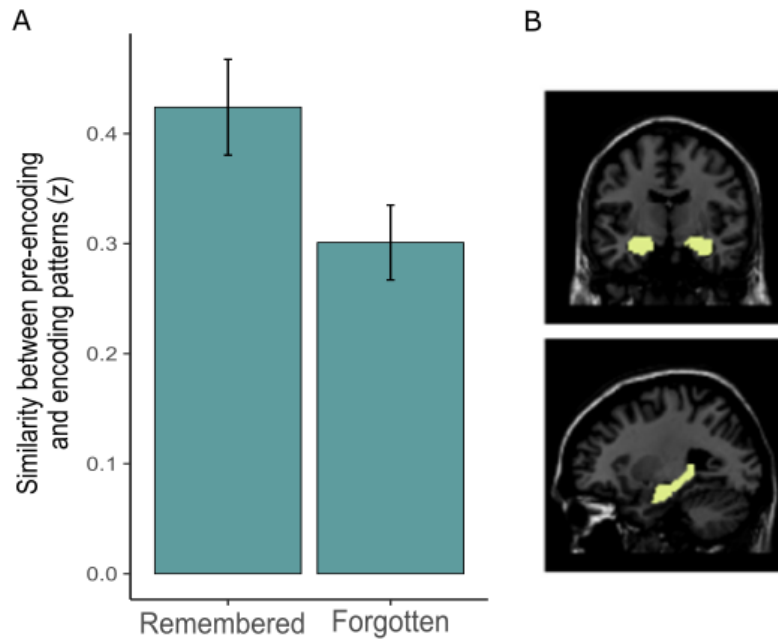 A
B
Similarity between pre-encoding
and encoding patterns (z)
0.4
0.3
0.2
0.1
0.0
Remembered
Forgotten